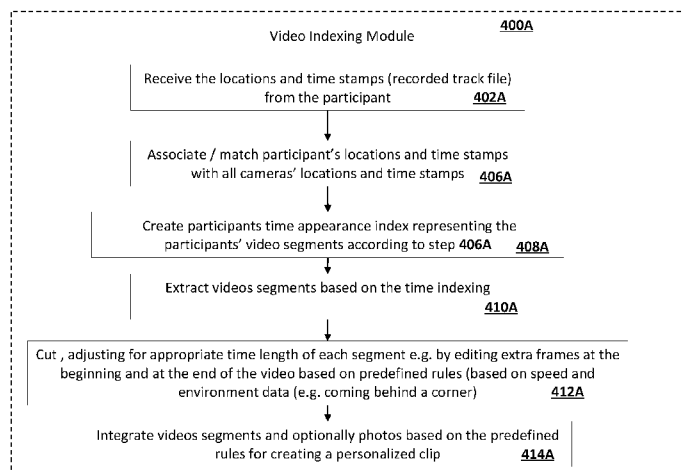 400A
Video Indexing Module
Receive the locations and time stamps (recorded track file)
from the participant 402A
Associate / match participant's locations and time stamps
with all cameras' locations and time stamps 406A
Create participants time appearance index representing the
participants' video segments according to step 406A 408A
Extract videos segments based on the time indexing
410A
Cut , adjusting for appropriate time length of each segment e.g. by editing extra frames at the
beginning and at the end of the video based on predefined rules (based on speed and
environment data (e.g. coming behind a corner) 412A
Integrate videos segments and optionally photos based on the predefined
rules for creating a personalized clip 414A